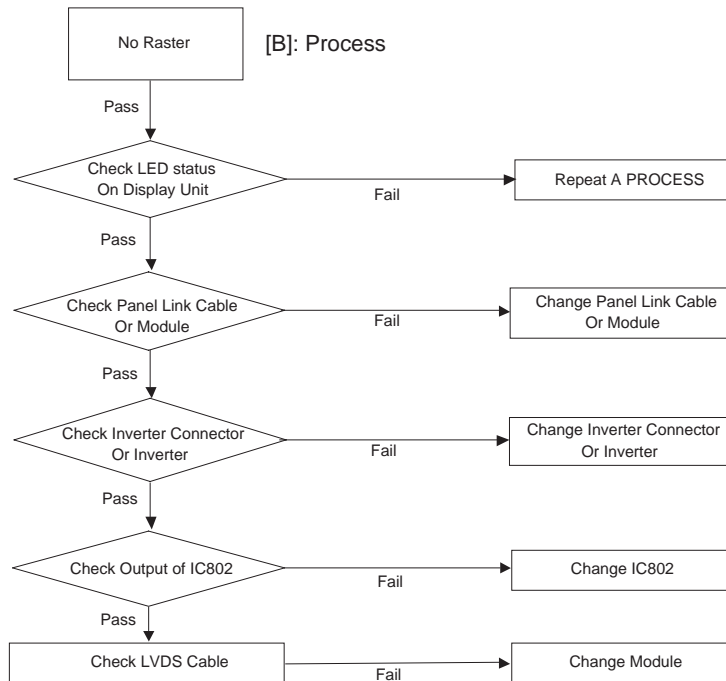 No Raster
[B]: Process
Pass
Check LED status
On Display Unit
Fail
Repeat A PROCESS
Pass
Check Panel Link Cable
Or Module
Fail
Change Panel Link Cable
Or Module
Pass
Check Inverter Connector
Or Inverter
Fail
Change Inverter Connector
Or Inverter
Pass
Check Output of IC802
Fail
Change IC802
Pass
Check LVDS Cable
Fail
Change Module